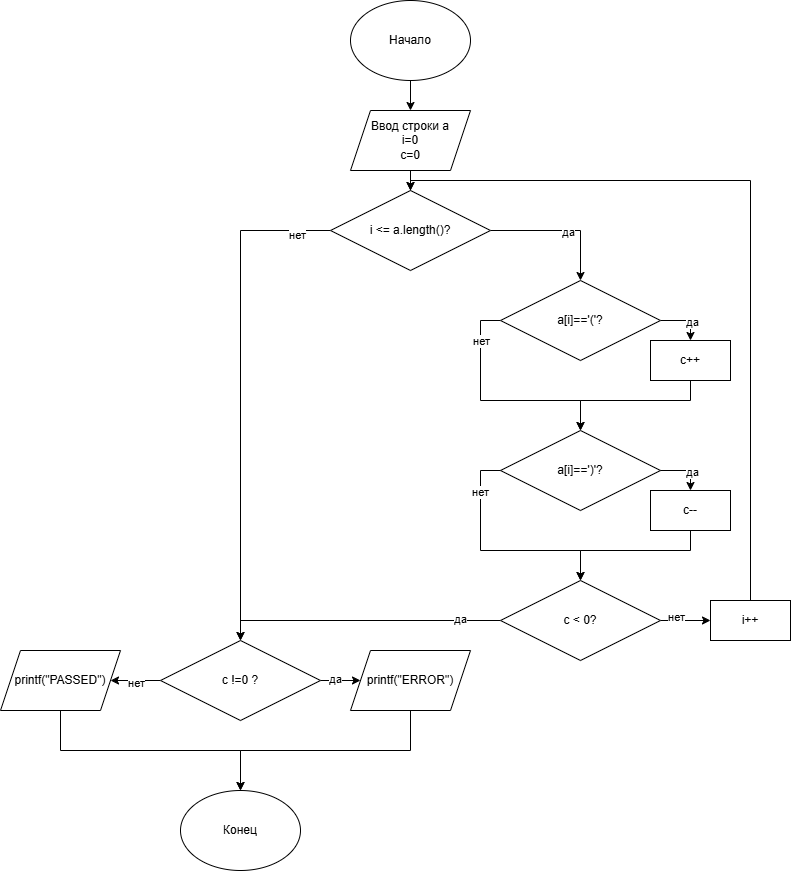 Начало
Ввод строки a
i=0
c=0
i <= a.length()?
нет
да
a[i]=='('?
да
нет
c++
a[i]==')'?
да
нет
c--
c < 0?
да
нет
i++
printf("PASSED")
нет
c !=0 ?
да
printf("ERROR")
Конец